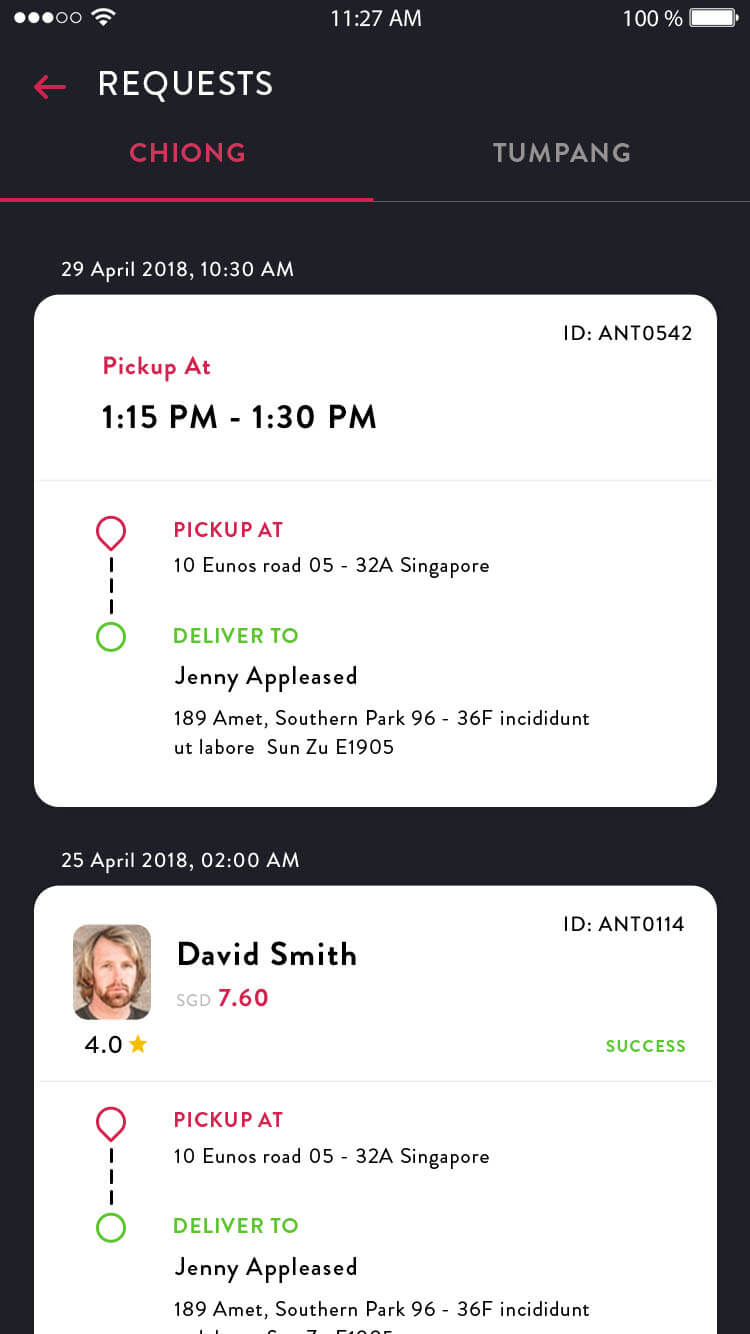 11:27 AM
100 %
REQUESTS
CHIONG
TUMPANG
29 April 2018, 10:30 AM
ID: ANT0542
Pickup At
1:15 PM - 1:30 PM
PICKUP AT
10 Eunos road 05 - 32A Singapore
DELIVER TO
Jenny Appleased
189 Amet, Southern Park 96 - 36F incididunt
ut labore  Sun Zu E1905
25 April 2018, 02:00 AM
ID: ANT0114
David Smith
SGD 7.60
4.0
SUCCESS
PICKUP AT
10 Eunos road 05 - 32A Singapore
DELIVER TO
Jenny Appleased
189 Amet, Southern Park 96 - 36F incididunt